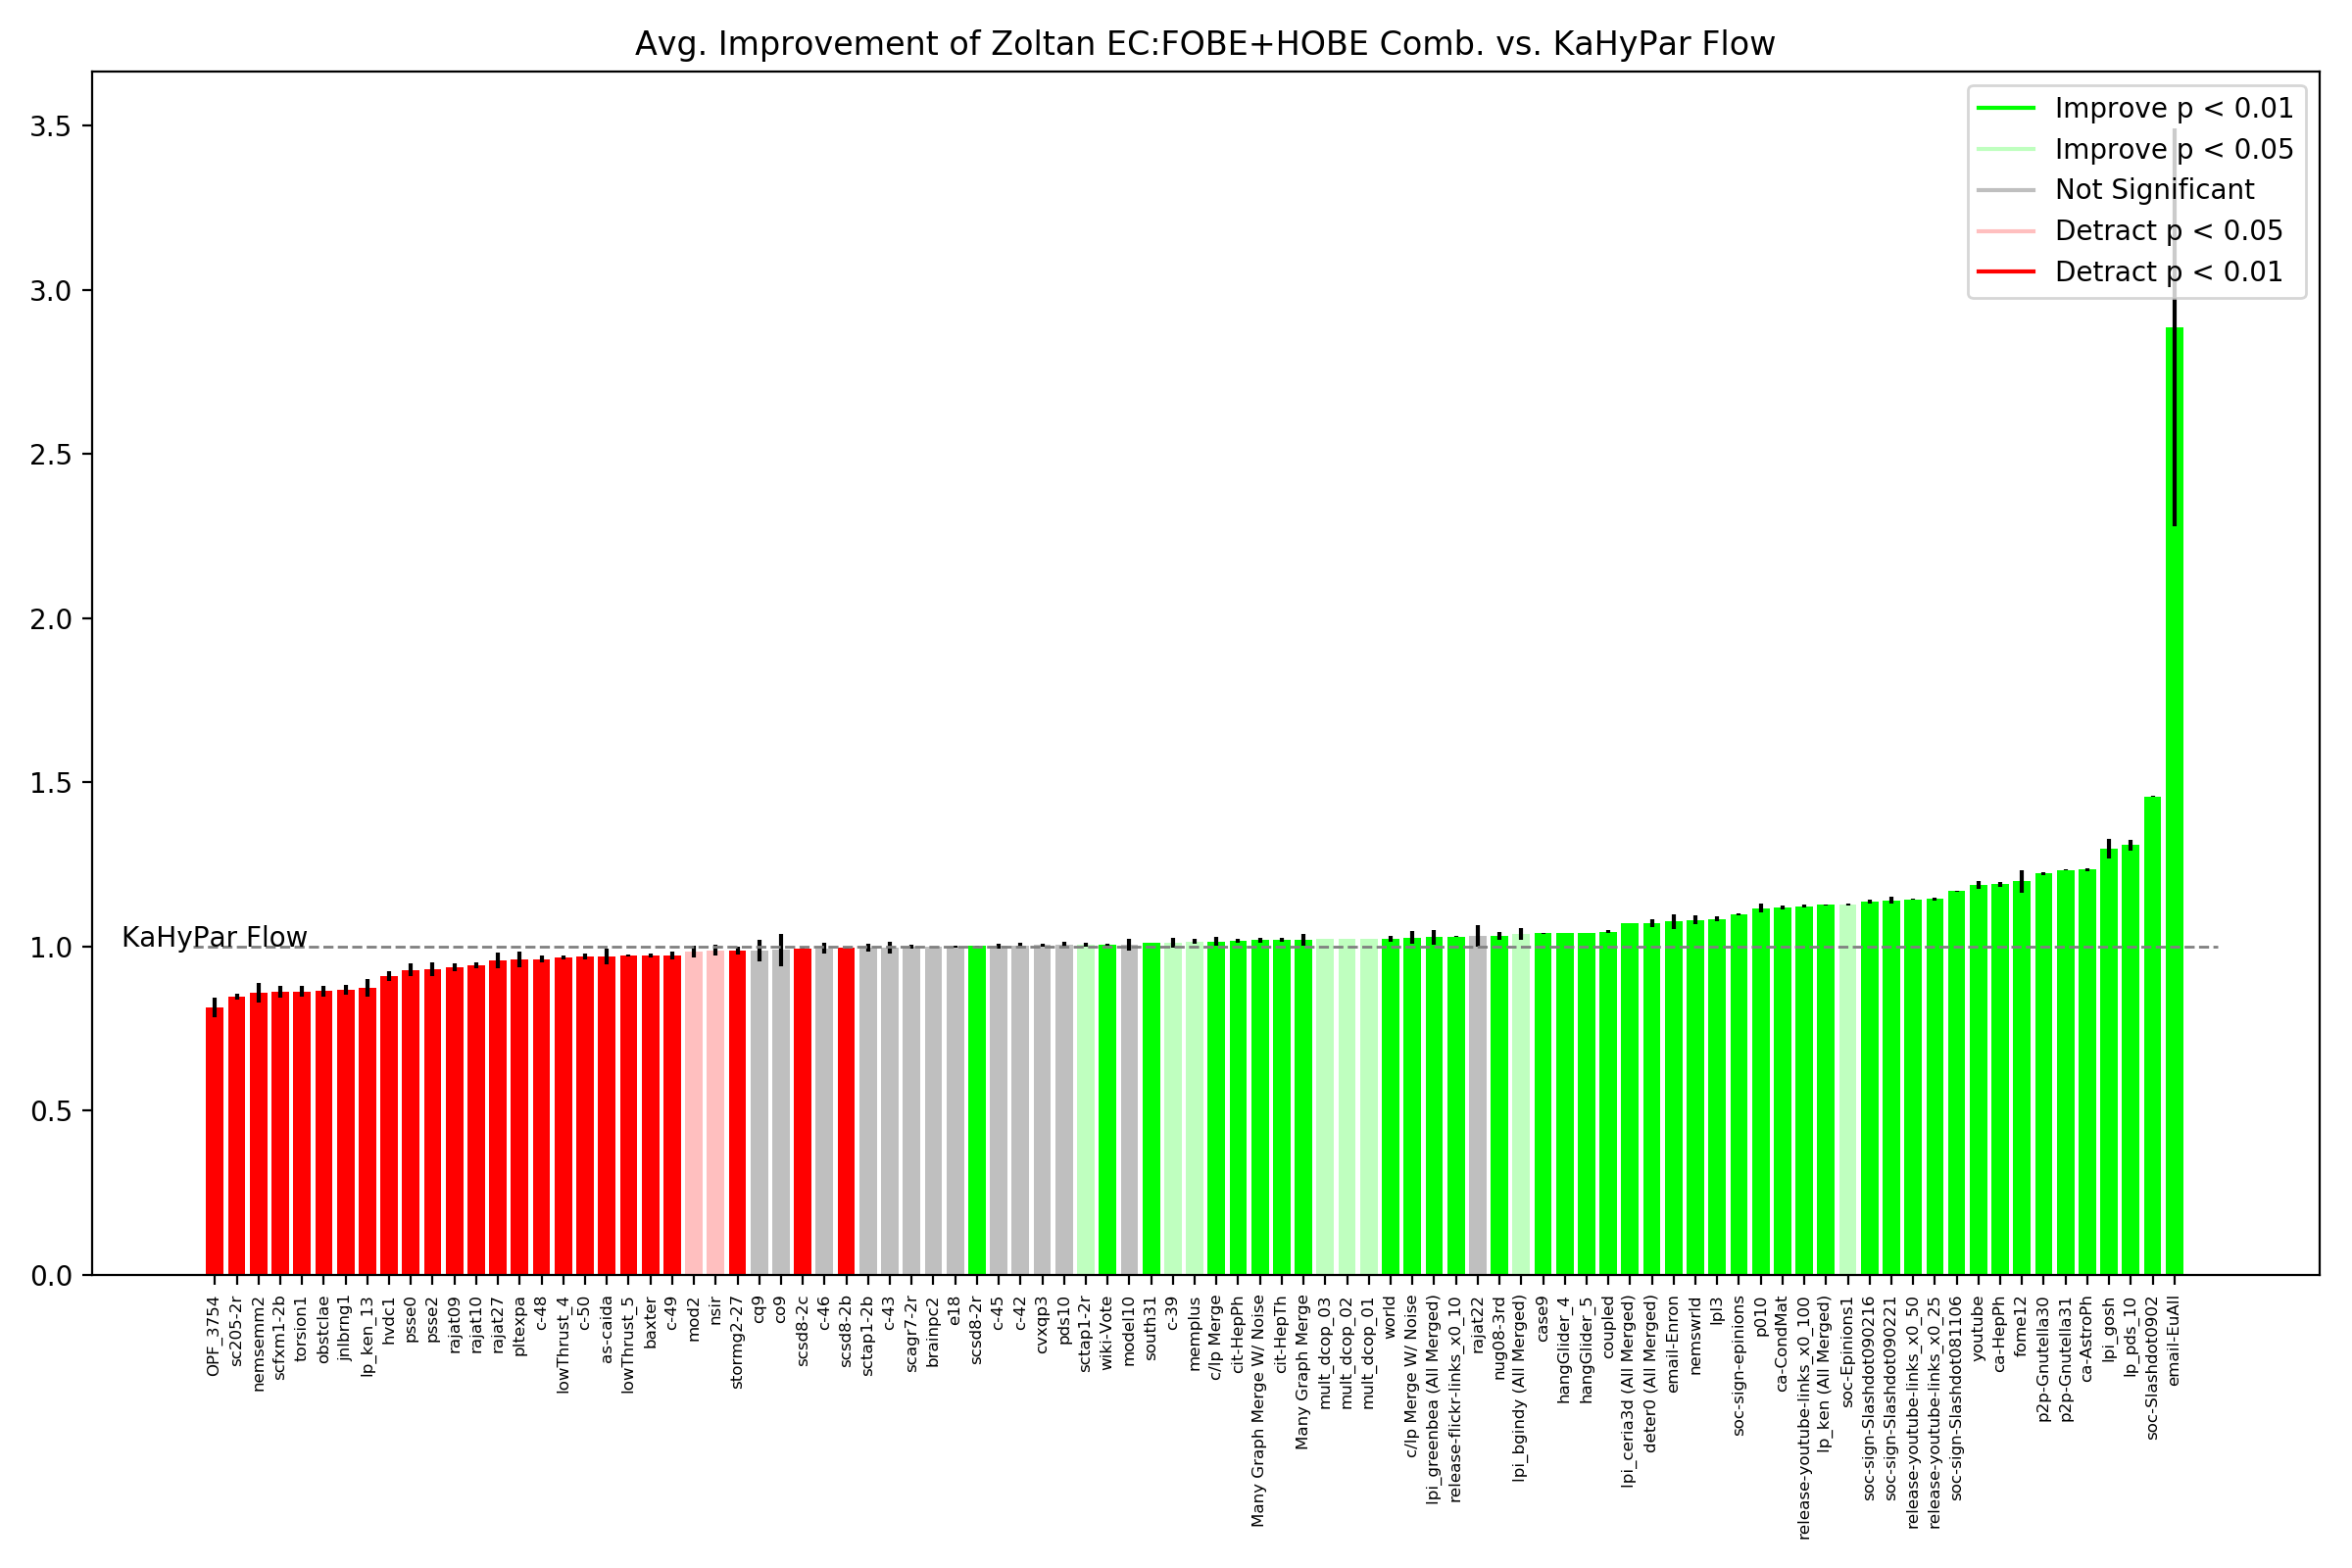 Avg. Improvement of Zoltan EC:FOBE+HOBE Comb. vs. KaHyPar Flow
3.5
3.0
2.5
2.0
1.5
1.0
0.5
0.0
Improve p < 0.01
Improve p < 0.05
Not Significant
Detract p < 0.05
Detract p < 0.01
KaHyPar Flow
OPF_3754
sc205-2r
nemsemm2
scfxm1-2b
torsion1
obstclae
jnlbrng1
lp_ken_13
hvdc1
psse0
psse2
rajat09
rajat10
rajat27
pltexpa
c-48
lowThrust_4
c-50
as-caida
lowThrust_5
baxter
c-49
mod2
nsir
stormg2-27
cq9
co9
scsd8-2c
c-46
scsd8-2b
sctap1-2b
c-43
scagr7-2r
brainpc2
e18
scsd8-2r
c-45
c-42
cvxqp3
pds10
sctap1-2r
wiki-Vote
model10
south31
c-39
memplus
c/lp Merge
cit-HepPh
Many Graph Merge W/ Noise
cit-HepTh
Many Graph Merge
mult_dcop_03
mult_dcop_02
mult_dcop_01
world
c/lp Merge W/ Noise
lpi_greenbea (All Merged)
release-flickr-links_x0_10
rajat22
nug08-3rd
lpi_bgindy (All Merged)
case9
hangGlider_4
hangGlider_5
coupled
lpi_ceria3d (All Merged)
deter0 (All Merged)
email-Enron
nemswrld
lpl3
soc-sign-epinions
p010
ca-CondMat
release-youtube-links_x0_100
lp_ken (All Merged)
soc-Epinions1
soc-sign-Slashdot090216
soc-sign-Slashdot090221
release-youtube-links_x0_50
release-youtube-links_x0_25
soc-sign-Slashdot081106
youtube
ca-HepPh
fome12
p2p-Gnutella30
p2p-Gnutella31
ca-AstroPh
lpi_gosh
lp_pds_10
soc-Slashdot0902
email-EuAll